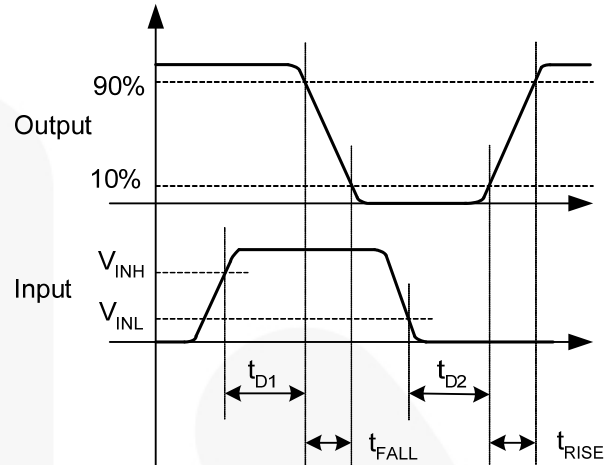 90%
Output
10%
V_INH
Input
V_INL
t_D1
t_D2
t_FALL
t_RISE